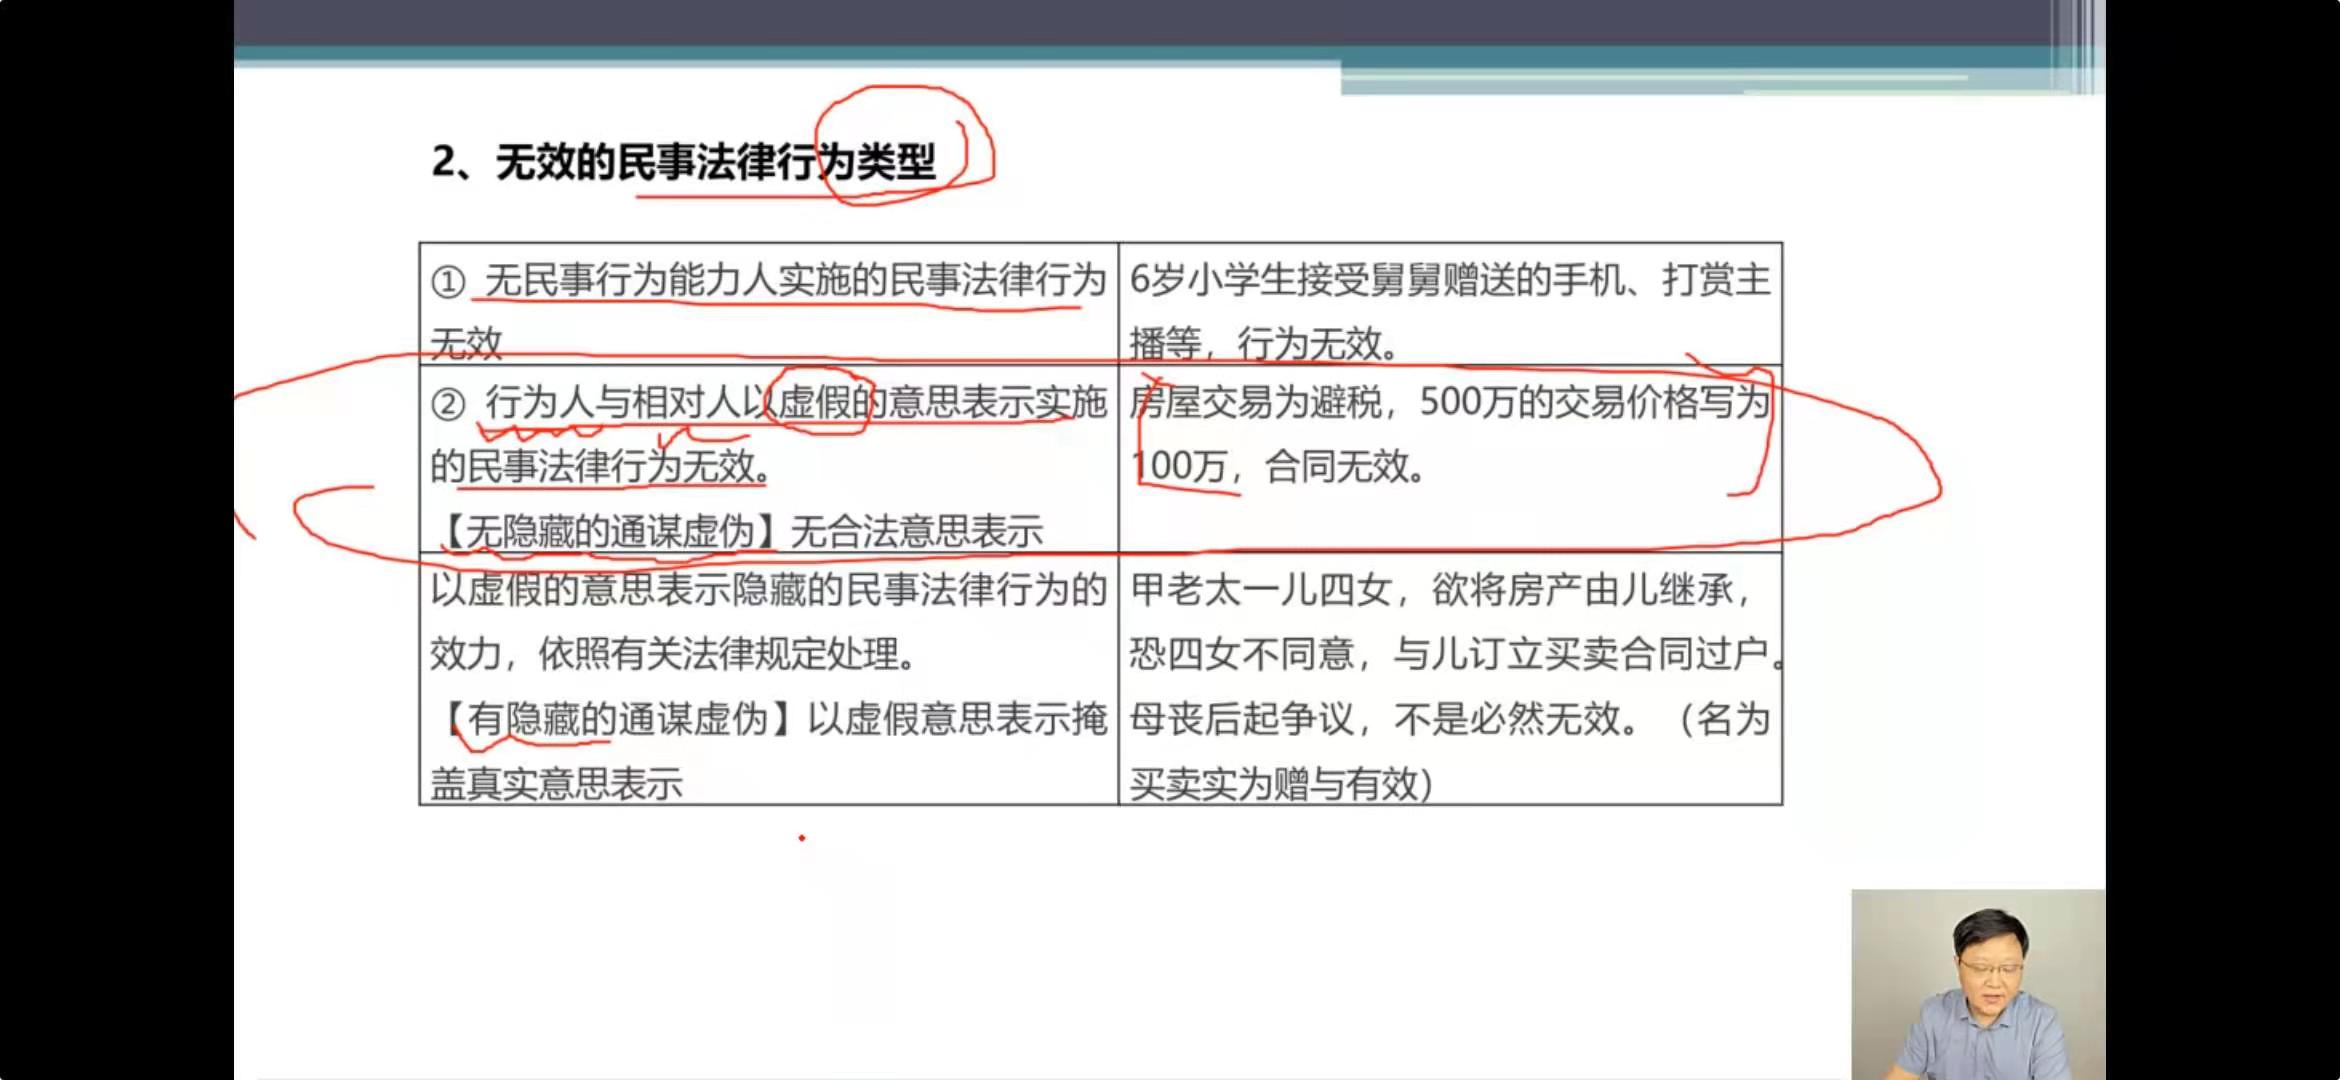 2、无效的民事法律行为类型
① 无民事行为能力人实施的民事法律行为
无效
6岁小学生接受舅舅赠送的手机、打赏主
播等，行为无效。
② 行为人与相对人以虚假的意思表示实施
的民事法律行为无效。
【无隐藏的通谋虚伪】无合法意思表示
房屋交易为避税，500万的交易价格写为
100万，合同无效。
以虚假的意思表示隐藏的民事法律行为的
效力，依照有关法律规定处理。
【有隐藏的通谋虚伪】以虚假意思表示掩
盖真实意思表示
甲老太一儿四女，欲将房产由儿继承，
恐四女不同意，与儿订立买卖合同过户。
母丧后起争议，不是必然无效。（名为
买卖实为赠与有效）